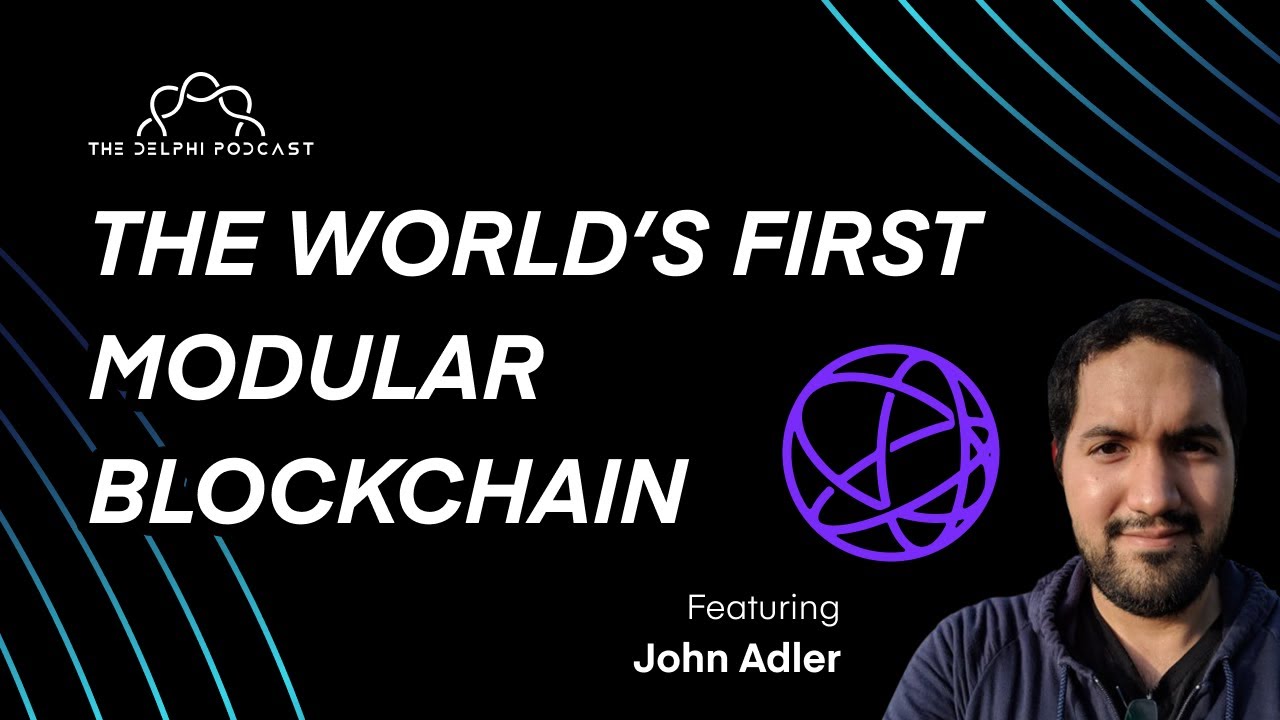 THE DELPHI PODCAST
THE WORLD’S FIRST
MODULAR
BLOCKCHAIN
Featuring
John Adler